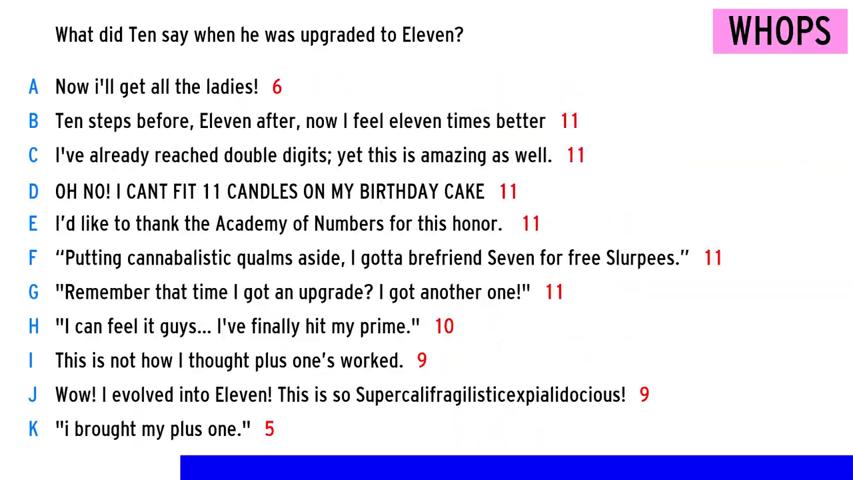 What did Ten say when he was upgraded to Eleven?
WHOPS
A Now i'll get all the ladies! 6
B Ten steps before, Eleven after, now I feel eleven times better 11
C I've already reached double digits; yet this is amazing as well. 11
D OH NO! I CANT FIT 11 CANDLES ON MY BIRTHDAY CAKE 11
E I’d like to thank the Academy of Numbers for this honor. 11
F “Putting cannabalistic qualms aside, I gotta brefriend Seven for free Slurpees.” 11
G "Remember that time I got an upgrade? I got another one!" 11
H "I can feel it guys... I've finally hit my prime." 10
I This is not how I thought plus one’s worked. 9
J Wow! I evolved into Eleven! This is so Supercalifragilisticexpialidocious! 9
K "i brought my plus one." 5